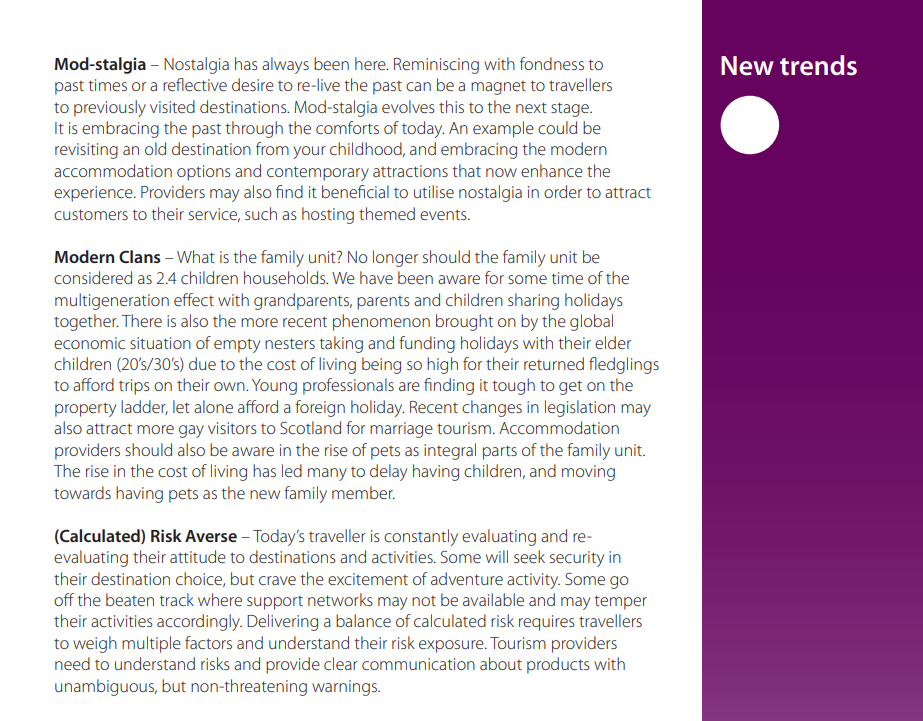 Mod-stalgia – Nostalgia has always been here. Reminiscing with fondness to
past times or a reflective desire to re-live the past can be a magnet to travellers
to previously visited destinations. Mod-stalgia evolves this to the next stage.
It is embracing the past through the comforts of today. An example could be
revisiting an old destination from your childhood, and embracing the modern
accommodation options and contemporary attractions that now enhance the
experience. Providers may also find it beneficial to utilise nostalgia in order to attract
customers to their service, such as hosting themed events.
Modern Clans – What is the family unit? No longer should the family unit be
considered as 2.4 children households. We have been aware for some time of the
multigeneration effect with grandparents, parents and children sharing holidays
together. There is also the more recent phenomenon brought on by the global
economic situation of empty nesters taking and funding holidays with their elder
children (20’s/30’s) due to the cost of living being so high for their returned fledglings
to afford trips on their own. Young professionals are finding it tough to get on the
property ladder, let alone afford a foreign holiday. Recent changes in legislation may
also attract more gay visitors to Scotland for marriage tourism. Accommodation
providers should also be aware in the rise of pets as integral parts of the family unit.
The rise in the cost of living has led many to delay having children, and moving
towards having pets as the new family member.
(Calculated) Risk Averse – Today’s traveller is constantly evaluating and re-
evaluating their attitude to destinations and activities. Some will seek security in
their destination choice, but crave the excitement of adventure activity. Some go
off the beaten track where support networks may not be available and may temper
their activities accordingly. Delivering a balance of calculated risk requires travellers
to weigh multiple factors and understand their risk exposure. Tourism providers
need to understand risks and provide clear communication about products with
unambiguous, but non-threatening warnings.
New trends